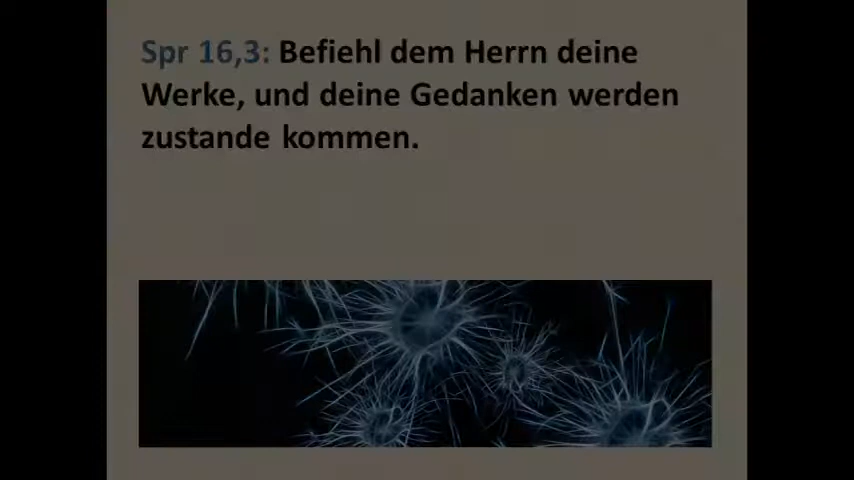 Spr 16,3: Befiehl dem Herrn deine
Werke, und deine Gedanken werden
zustande kommen.